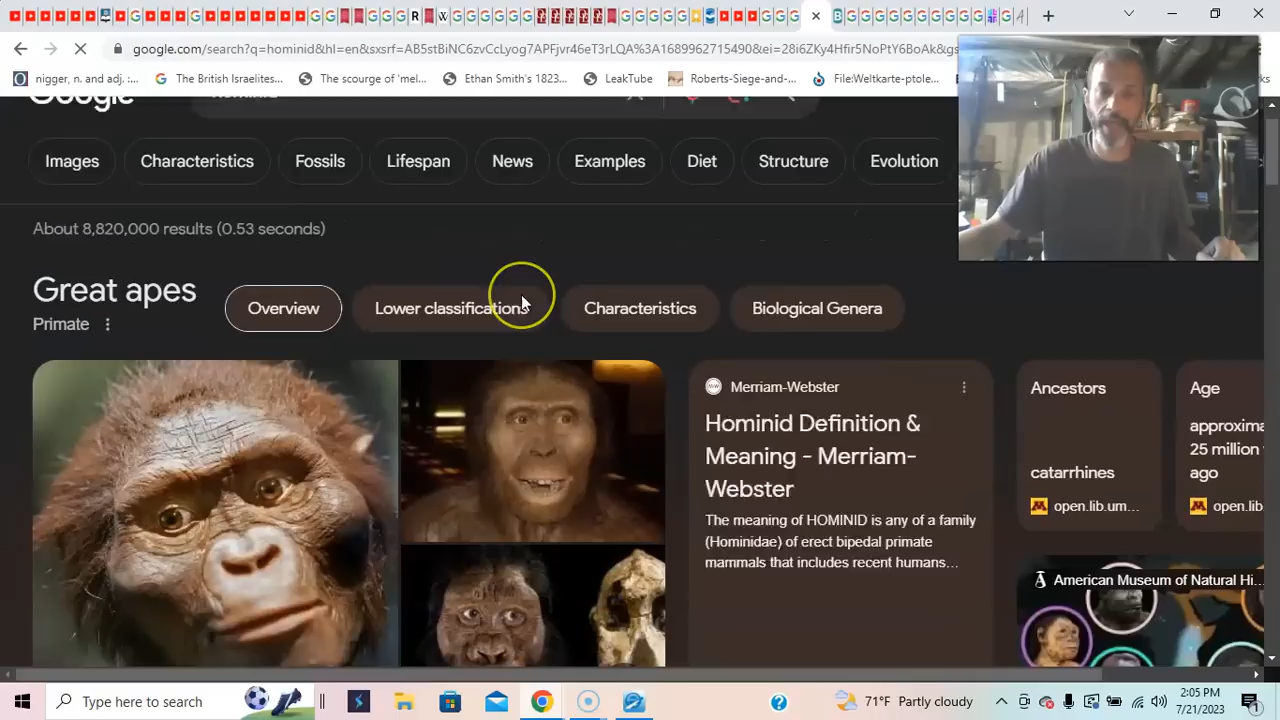 google.com/search?q=hominid&hl=en&sxsrf=AB5stBiNC6zvCcLyog7APFjvr46eT3rLQA%3A1689962715490&ei=28i6ZKy4Hfir5NoPtY6BoAk&gs
nigger, n. and adj. :...
The British Israelites...
The scourge of 'mel...
Ethan Smith's 1823...
LeakTube
Roberts-Siege-and-...
File:Weltkarte-ptole...
Google
Images
Characteristics
Fossils
Lifespan
News
Examples
Diet
Structure
Evolution
About 8,820,000 results (0.53 seconds)
Great apes
Primate
Overview
Lower classifications
Characteristics
Biological Genera
Merriam-Webster
Hominid Definition &
Meaning - Merriam-
Webster
The meaning of HOMINID is any of a family
(Hominidae) of erect bipedal primate
mammals that includes recent humans...
Ancestors
catarrhines
open.lib.um...
Age
approxima
25 million
ago
open.lib
American Museum of Natural Hi...
Type here to search
71°F Partly cloudy
2:05 PM
7/21/2023